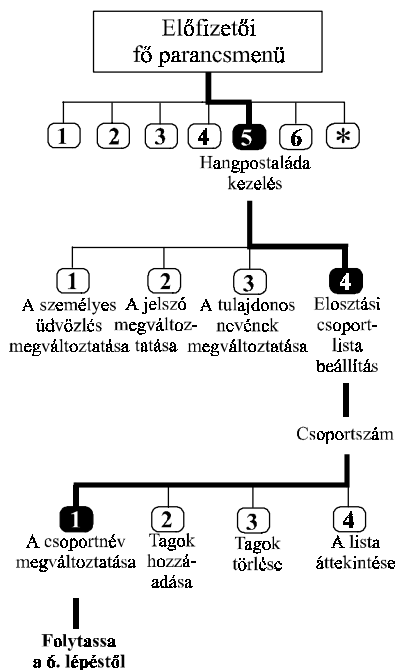 Előfizetői
fő parancsmenü
1 2 3 4 5 6 *
Hangpostaláda
kezelés
1 2 3 4
A személyes
üdvözlés
megváltoztatása
A jelszó
megváltoz-
tatása
A tulajdonos
nevének
megváltoztatása
Elosztási
csoport-
lista
beállítás
Csoportszám
1 2 3 4
A csoportnév
megváltoztatása
Tagok
hozzá-
adása
Tagok
törlése
A lista
áttekintése
Folytassa
a 6. lépéstől